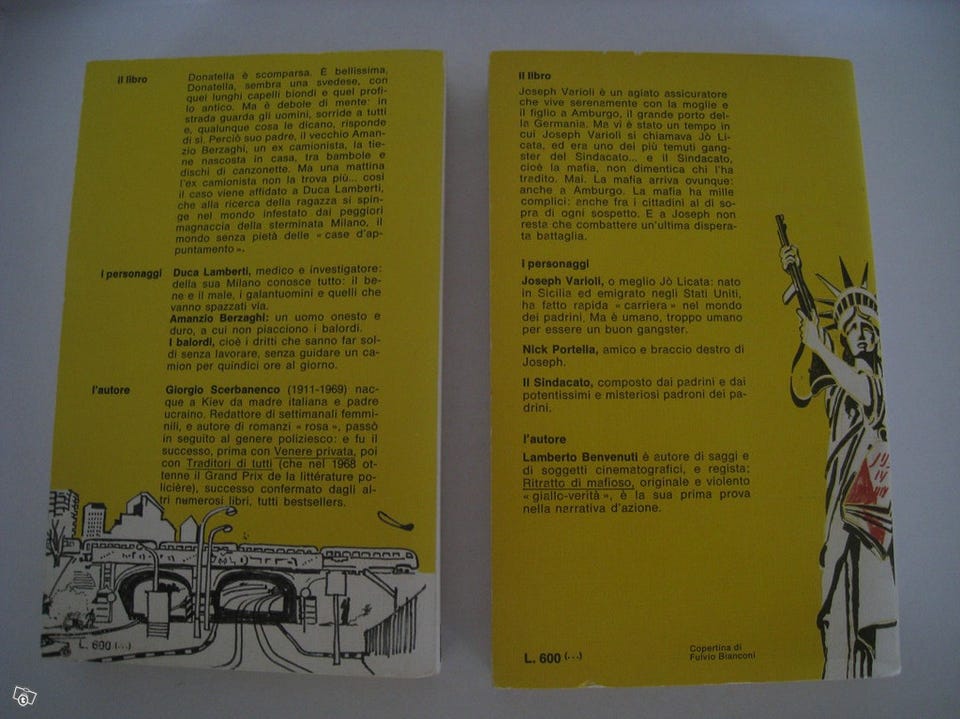 il libro
Donatella è scomparsa. È bellissima,
Donatella, sembra una svedese, con
quei lunghi capelli biondi e quel profi-
lo antico. Ma è debole di mente: in
strada guarda gli uomini, sorride a tutti
e, qualunque cosa le dicano, risponde
di sì. Perciò suo padre, il vecchio Aman-
zio Berzaghi, un ex camionista, la tie-
ne nascosta in casa, tra bambole e
dischi di canzonette. Ma una mattina
l'ex camionista non la trova più... così
il caso viene affidato a Duca Lamberti,
che alla ricerca della ragazza si spin-
ge nel mondo infestato dai peggiori
magnaccia della sterminata Milano, il
mondo senza pietà delle « case d'ap-
puntamento ».
i personaggi
Duca Lamberti, medico e investigatore:
della sua Milano conosce tutto: il be-
ne e il male, i galantuomini e quelli che
vanno spazzati via.
Amanzio Berzaghi: un uomo onesto e
duro, a cui non piacciono i balordi.
I balordi, cioè i dritti che sanno far sol-
di senza lavorare, senza guidare un ca-
mion per quindici ore al giorno.
l'autore
Giorgio Scerbanenco (1911-1969) nac-
que a Kiev da madre italiana e padre
ucraino. Redattore di settimanali femmi-
nili, e autore di romanzi « rosa », passò
in seguito al genere poliziesco: e fu il
successo, prima con Venere privata, poi
con Traditori di tutti (che nel 1968 ot-
tenne il Grand Prix de la littérature po-
licière), successo confermato dagli al-
tri numerosi libri, tutti bestsellers.
L. 600 (...)
il libro
Joseph Varioli è un agiato assicuratore
che vive serenamente con la moglie e
il figlio a Amburgo, il grande porto del-
la Germania. Ma vi è stato un tempo in
cui Joseph Varioli si chiamava Jò Li-
cata, ed era uno dei più temuti gang-
ster del Sindacato... e il Sindacato,
cioè la mafia, non dimentica chi l'ha
tradito. Mai. La mafia arriva ovunque:
anche a Amburgo. La mafia ha mille
complici: anche fra i cittadini al di so-
pra di ogni sospetto. E a Joseph non
resta che combattere un'ultima dispera-
ta battaglia.
i personaggi
Joseph Varioli, o meglio Jò Licata: nato
in Sicilia ed emigrato negli Stati Uniti,
ha fatto rapida « carriera » nel mondo
dei padrini. Ma è umano, troppo umano
per essere un buon gangster.
Nick Portella, amico e braccio destro di
Joseph.
Il Sindacato, composto dai padrini e dai
potentissimi e misteriosi padroni dei pa-
drini.
l'autore
Lamberto Benvenuti è autore di saggi e
di soggetti cinematografici, e regista:
Ritratto di mafioso, originale e violento
« giallo-verità », è la sua prima prova
nella narrativa d'azione.
L. 600 (...)
Copertina di
Fulvio Bianconi